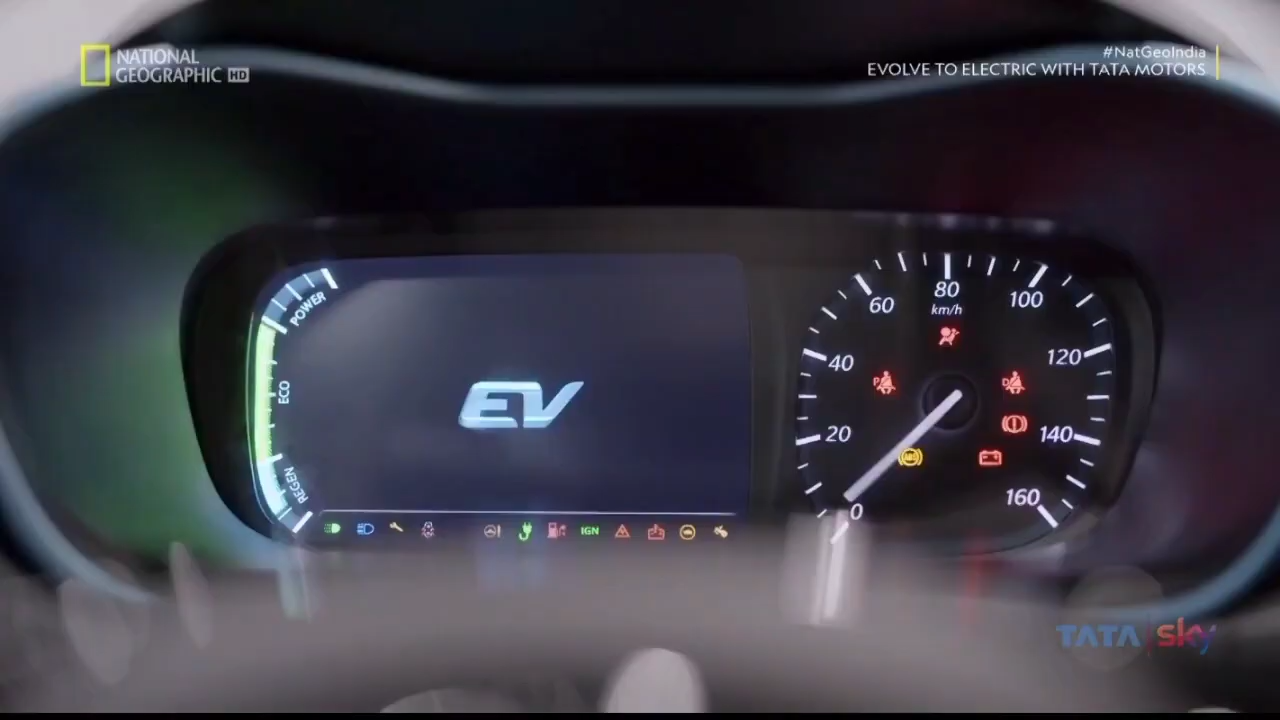 NATIONAL
GEOGRAPHIC HD
#NatGeoIndia
EVOLVE TO ELECTRIC WITH TATA MOTORS
POWER
ECO
REGEN
EV
IGN
0
20
40
60
80
km/h
100
120
140
160
P
D
ABS
TATA sky